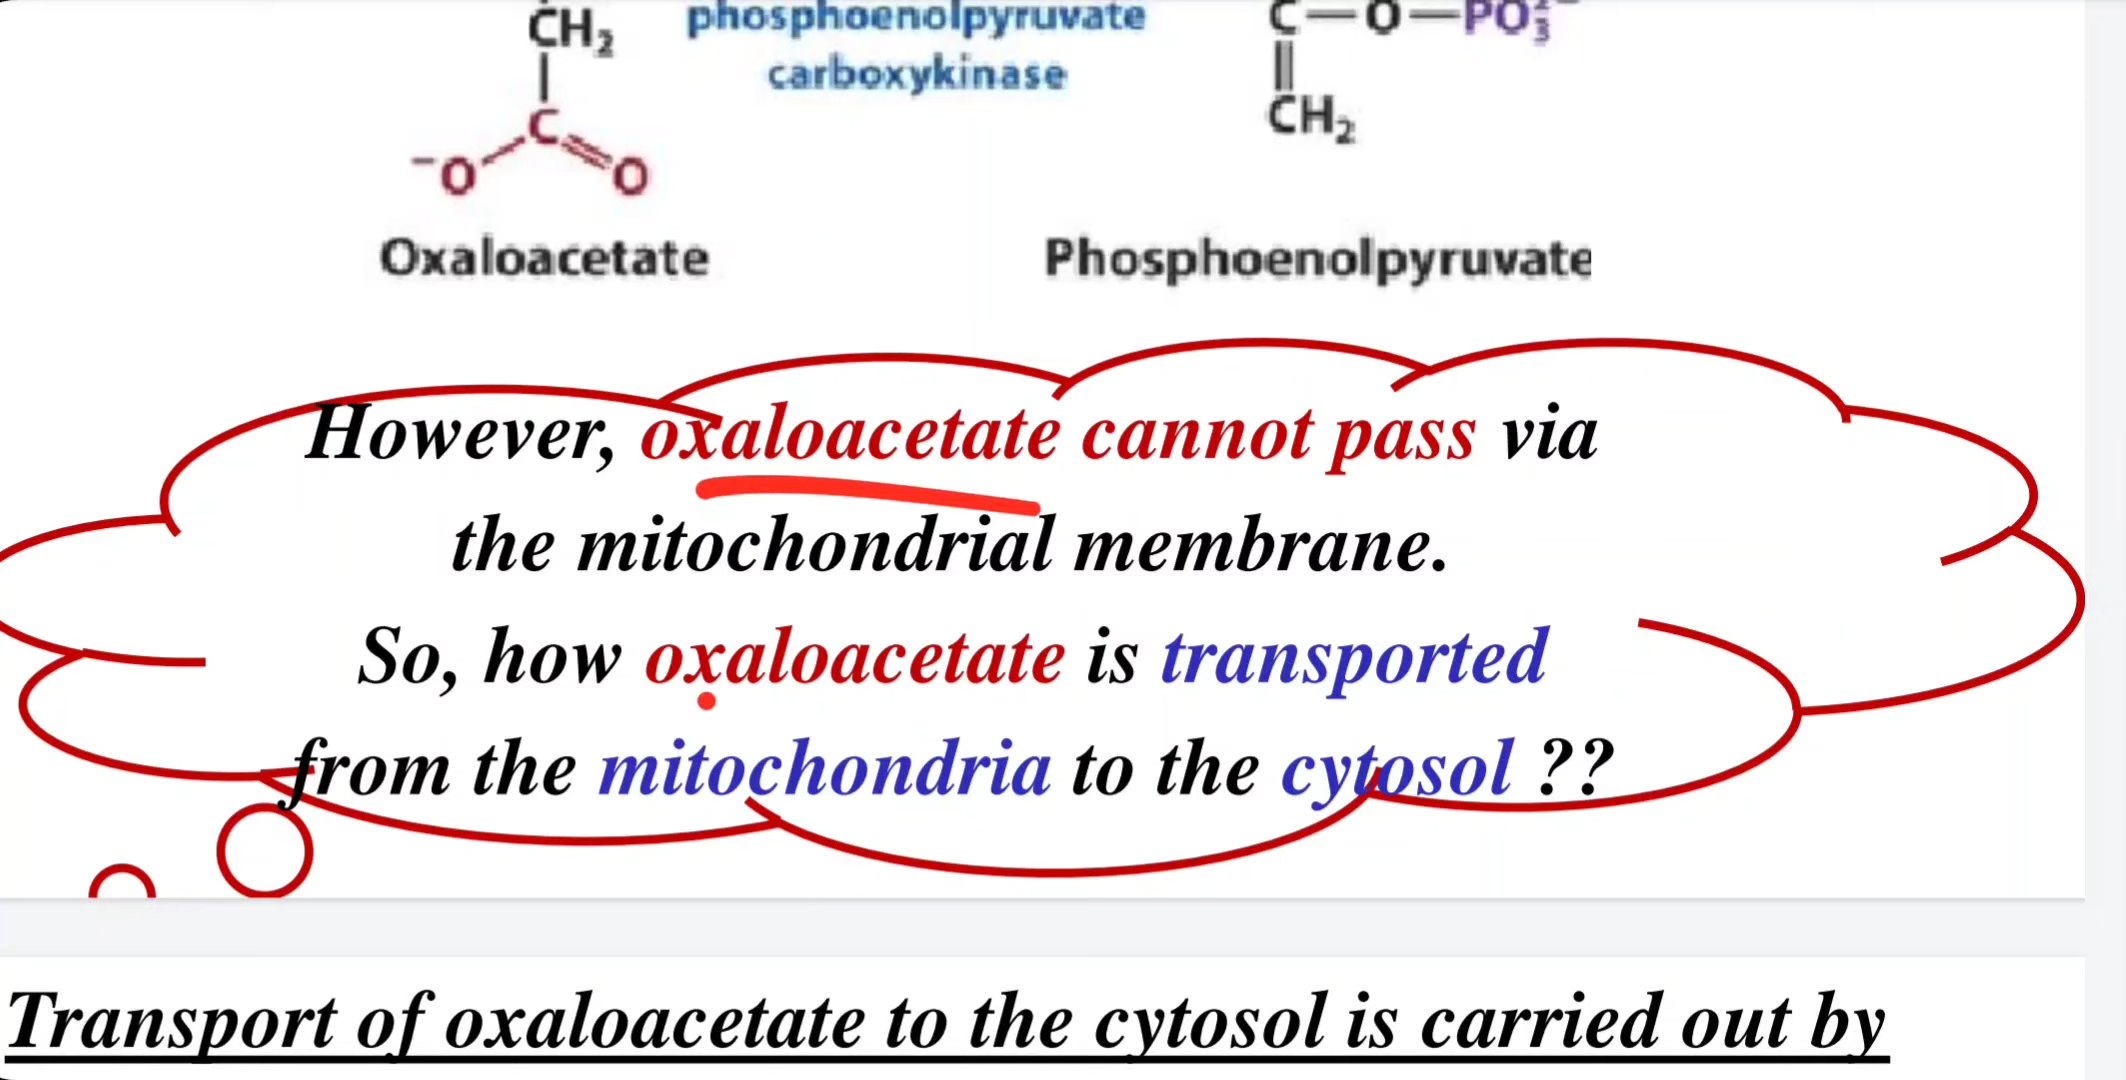 CH₂ phosphoenolpyruvate C—O—PO₃²⁻
carboxykinase
CH₂
C
⁻O O
Oxaloacetate Phosphoenolpyruvate
However, oxaloacetate cannot pass via
the mitochondrial membrane.
So, how oxaloacetate is transported
from the mitochondria to the cytosol ??
Transport of oxaloacetate to the cytosol is carried out by